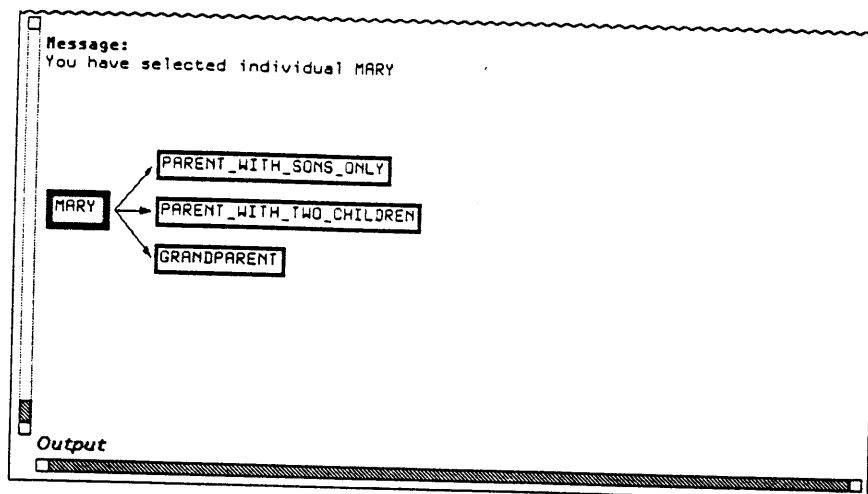 Message:
You have selected individual MARY
PARENT_WITH_SONS_ONLY
MARY
PARENT_WITH_TWO_CHILDREN
GRANDPARENT
Output